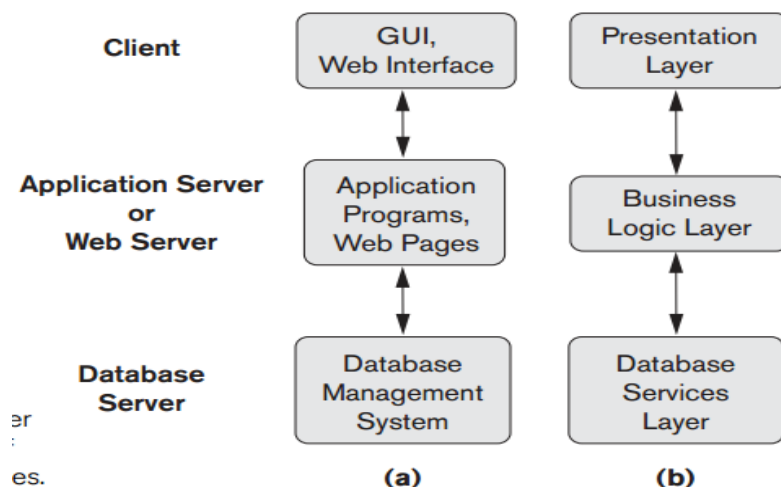 Client
GUI,
Web Interface
Presentation
Layer
Application Server
or
Web Server
Application
Programs,
Web Pages
Business
Logic Layer
Database
Server
Database
Management
System
Database
Services
Layer
er
es.
(a)
(b)